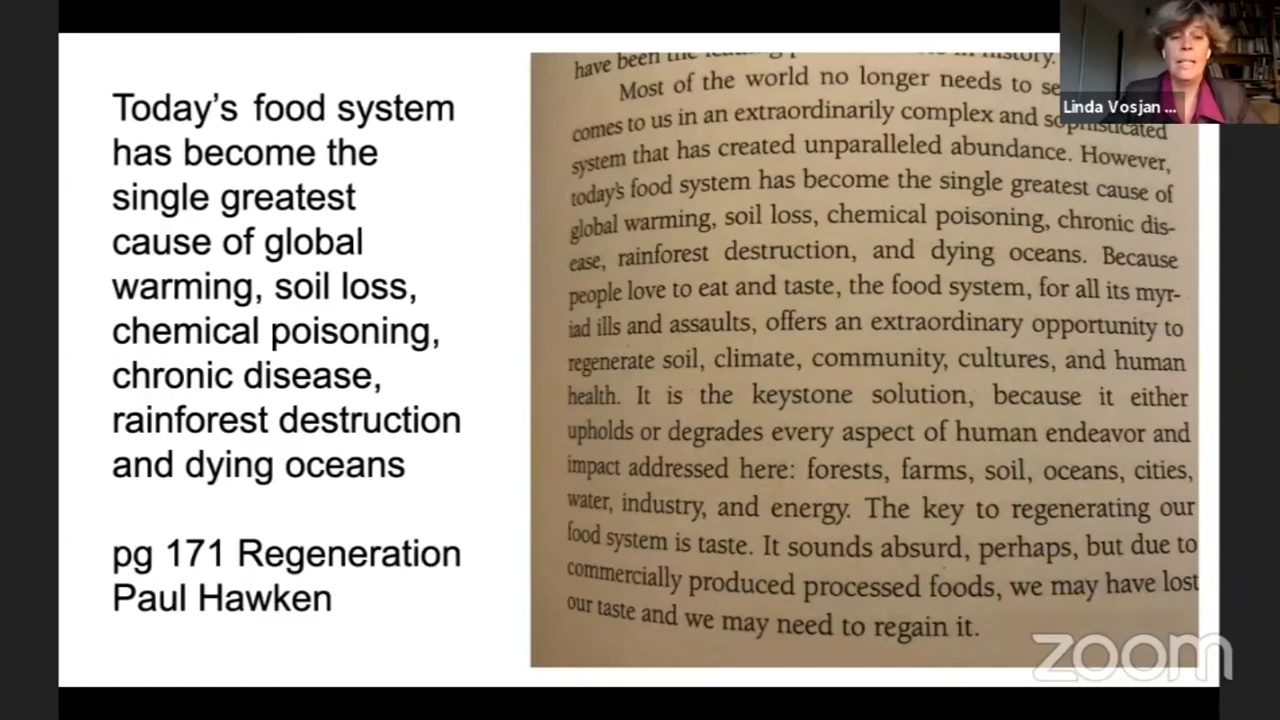 Today's food system
has become the
single greatest
cause of global
warming, soil loss,
chemical poisoning,
chronic disease,
rainforest destruction
and dying oceans
pg 171 Regeneration
Paul Hawken
have been the leading in history.
Most of the world no longer needs to
comes to us in an extraordinarily complex and sophisticated
system that has created unparalleled abundance. However,
today's food system has become the single greatest cause of
global warming, soil loss, chemical poisoning, chronic dis-
ease, rainforest destruction, and dying oceans. Because
people love to eat and taste, the food system, for all its myr-
iad ills and assaults, offers an extraordinary opportunity to
regenerate soil, climate, community, cultures, and human
health. It is the keystone solution, because it either
upholds or degrades every aspect of human endeavor and
impact addressed here: forests, farms, soil, oceans, cities,
water, industry, and energy. The key to regenerating our
food system is taste. It sounds absurd, perhaps, but due to
commercially produced processed foods, we may have lost
our taste and we may need to regain it.
Linda Vosjan ...
zoom